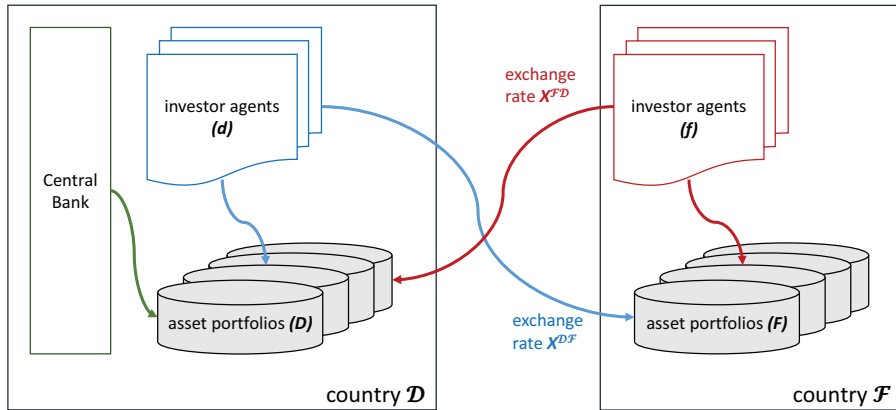 Central
Bank
investor agents
(d)
asset portfolios (D)
country 𝓓
exchange
rate X^𝓕𝓓
exchange
rate X^𝓓𝓕
investor agents
(f)
asset portfolios (F)
country 𝓕